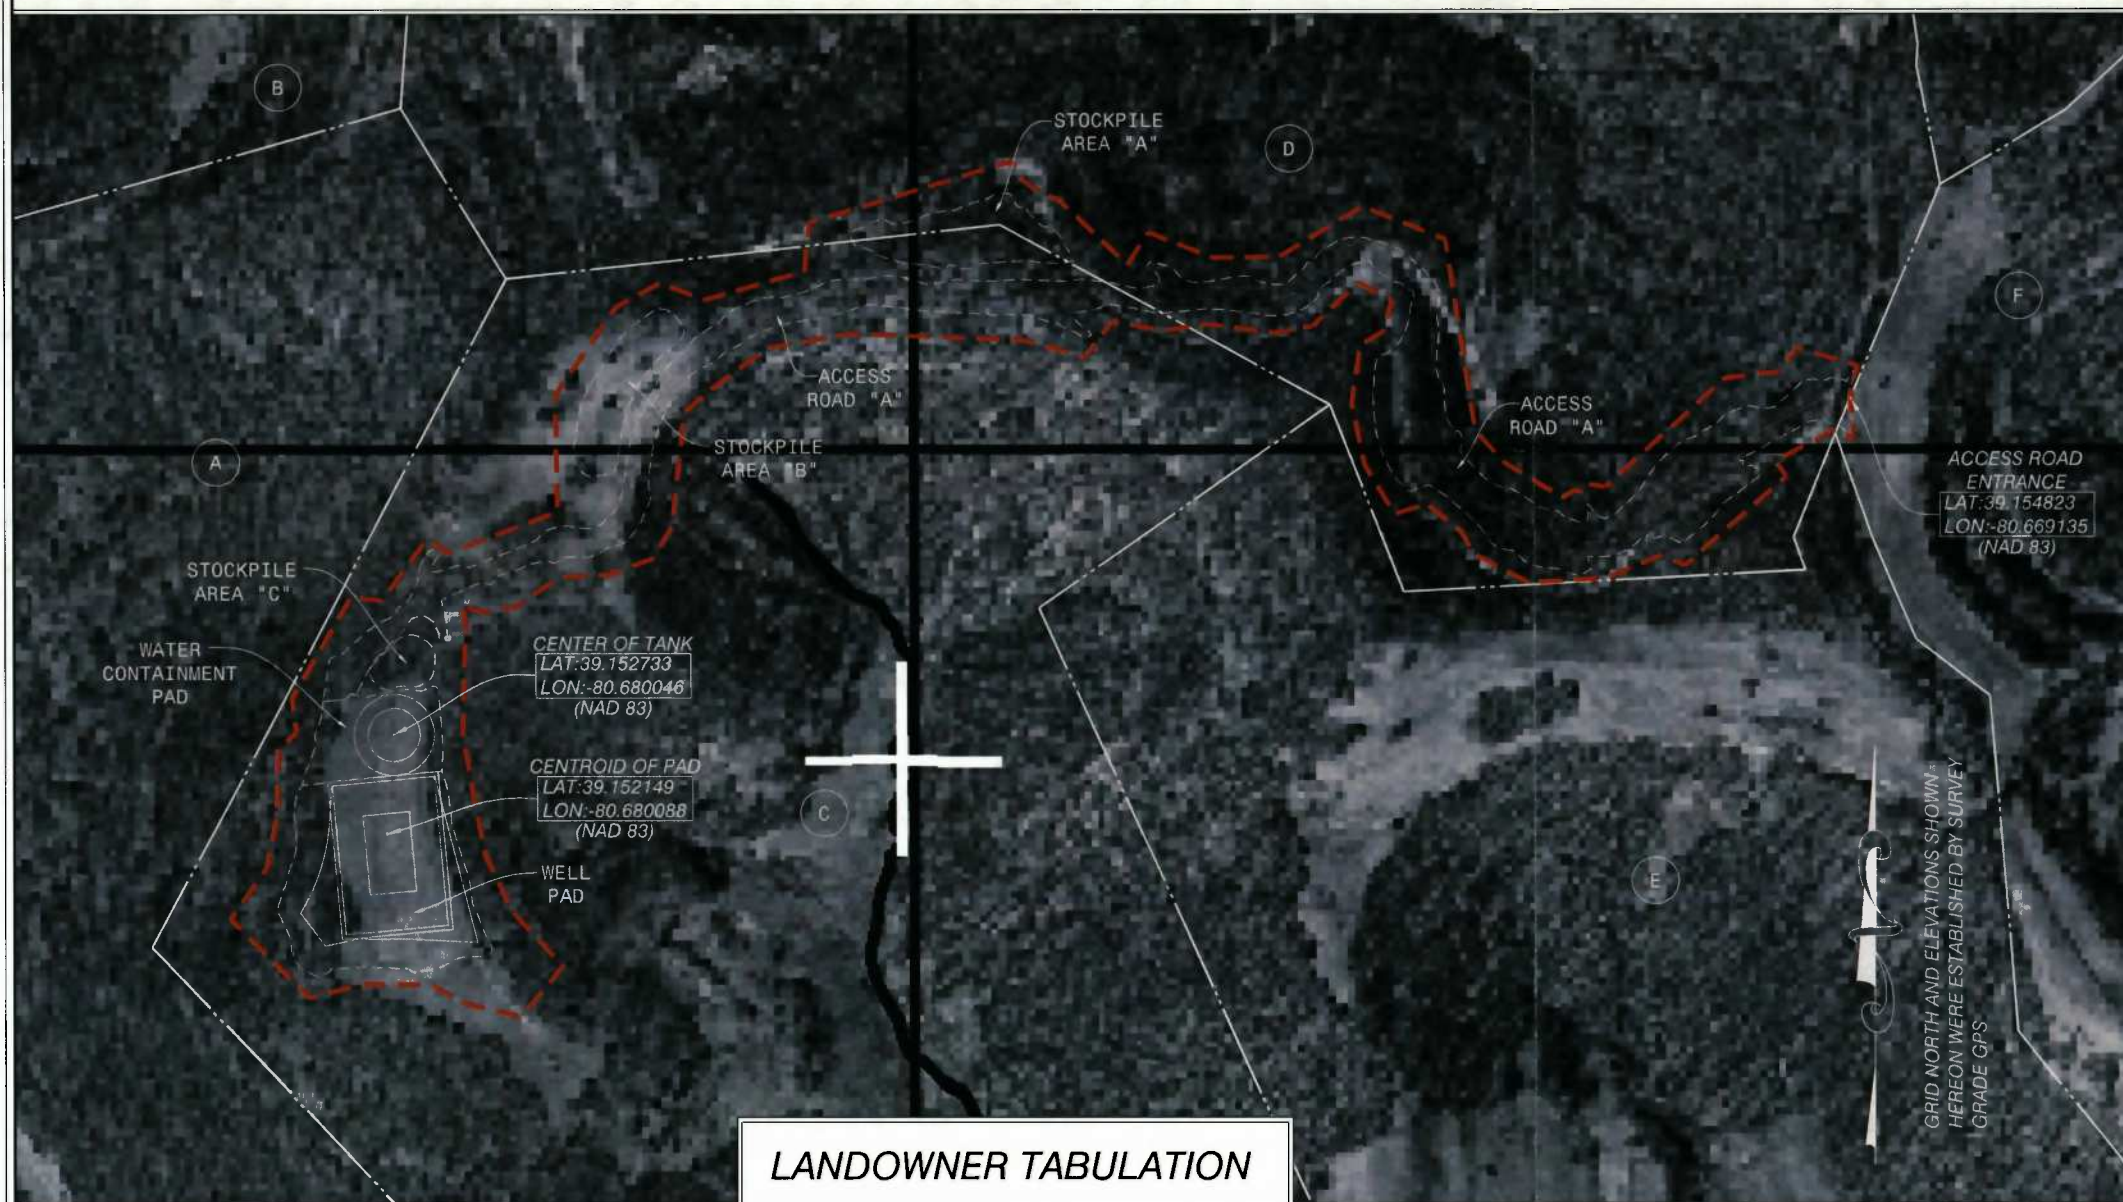 B
STOCKPILE
AREA "A"
D
F
ACCESS
ROAD "A"
ACCESS
ROAD "A"
STOCKPILE
AREA "B"
A
ACCESS ROAD
ENTRANCE
LAT:39.154823
LON:-80.669135
(NAD 83)
STOCKPILE
AREA "C"
WATER
CONTAINMENT
PAD
CENTER OF TANK
LAT:39.152733
LON:-80.680046
(NAD 83)
CENTROID OF PAD
LAT:39.152149
LON:-80.680088
(NAD 83)
C
WELL
PAD
E
GRID NORTH AND ELEVATIONS SHOWN
HEREON WERE ESTABLISHED BY SURVEY
GRADE GPS
LANDOWNER TABULATION